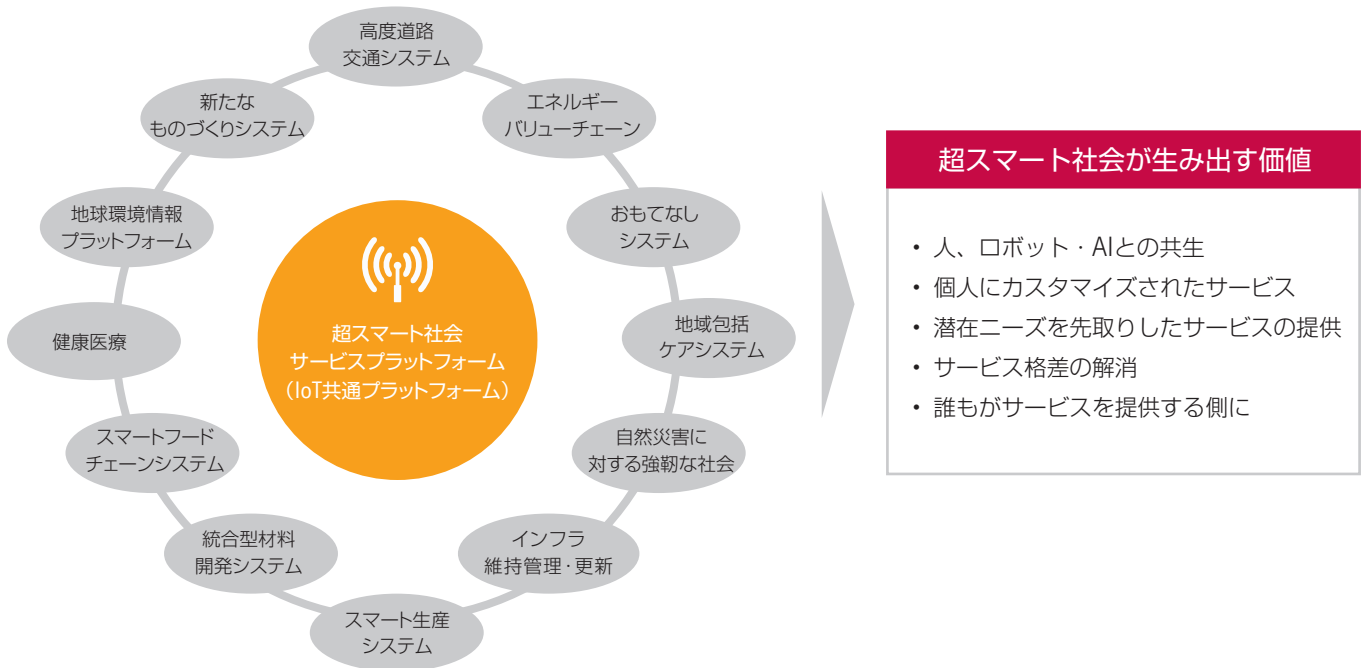 高度道路
交通システム
エネルギー
バリューチェーン
おもてなし
システム
地域包括
ケアシステム
自然災害に
対する強靭な社会
インフラ
維持管理・更新
スマート生産
システム
統合型材料
開発システム
スマートフード
チェーンシステム
健康医療
地球環境情報
プラットフォーム
新たな
ものづくりシステム
超スマート社会
サービスプラットフォーム
（IoT共通プラットフォーム）
超スマート社会が生み出す価値
・人、ロボット・AIとの共生
・個人にカスタマイズされたサービス
・潜在ニーズを先取りしたサービスの提供
・サービス格差の解消
・誰もがサービスを提供する側に